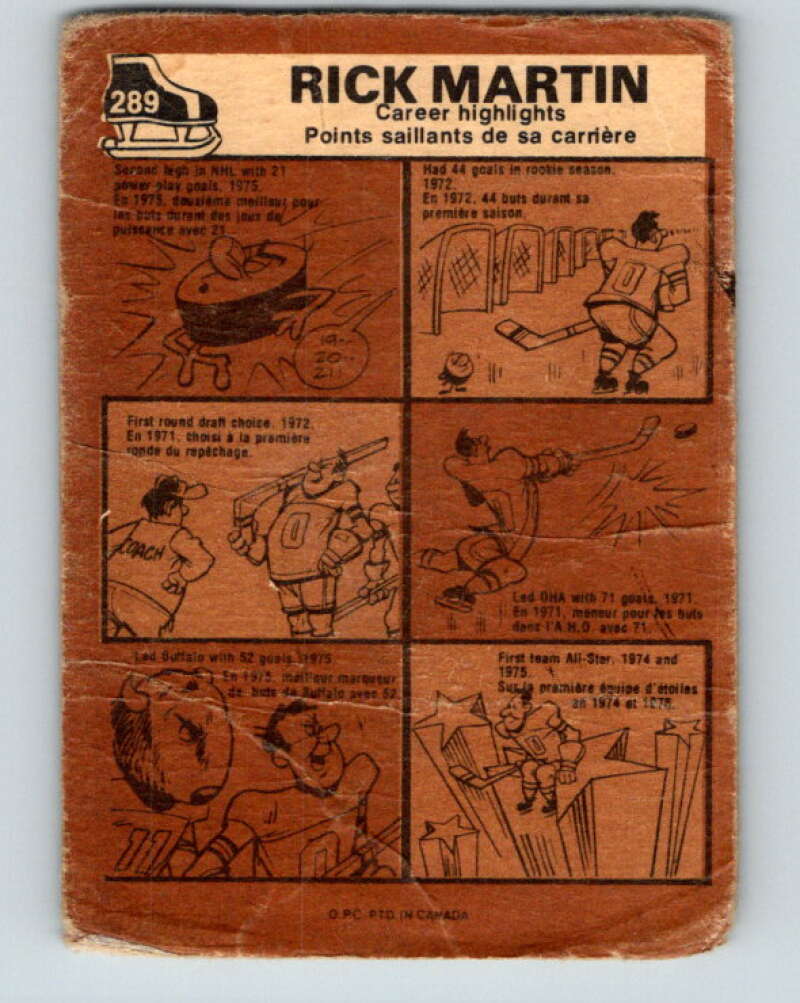 289
RICK MARTIN
Career highlights
Points saillants de sa carrière
Second high in NHL with 21
power-play goals, 1975.
En 1975, deuxième meilleur pour
les buts durant des jeux de
puissance avec 21.
19--
20--
21!
Had 44 goals in rookie season.
1972.
En 1972, 44 buts durant sa
première saison.
First round draft choice, 1972.
En 1971, choisi à la première
ronde du repêchage.
COACH
Led OHA with 71 goals, 1971.
En 1971, meneur pour les buts
dans l'A.H.O. avec 71.
Led Buffalo with 52 goals, 1975
En 1975, meilleur marqueur
de buts de Buffalo avec 52
11
First team All-Star, 1974 and
1975.
Sur la première équipe d'étoiles
en 1974 et 1975.
O.P.C. PTD. IN CANADA